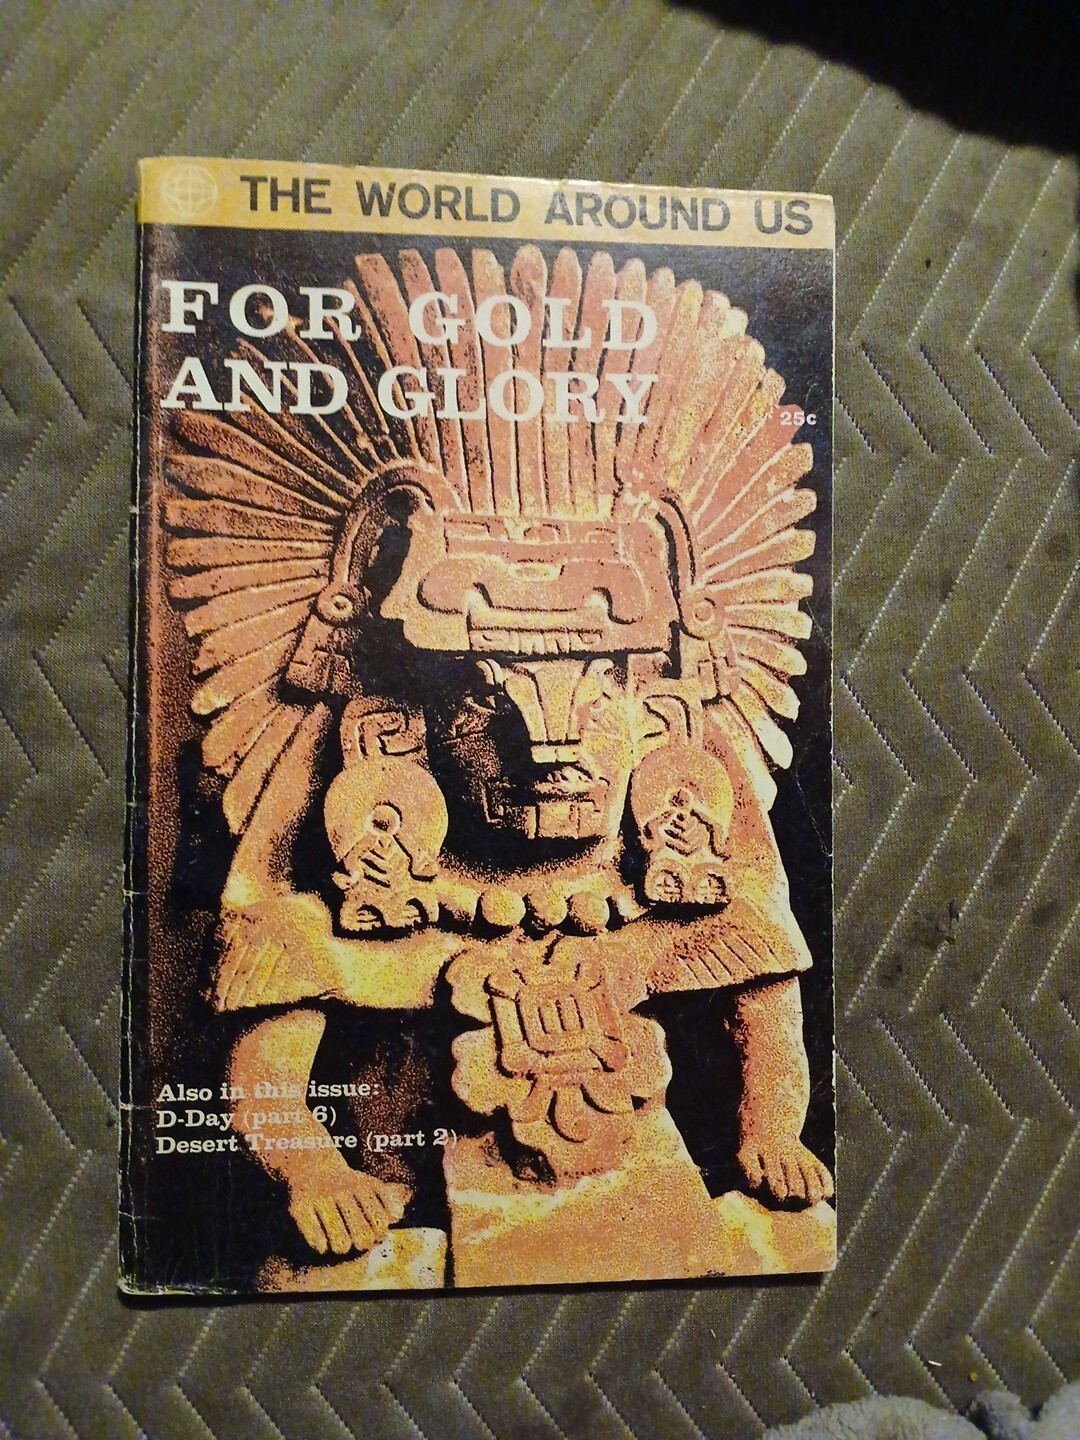 THE WORLD AROUND US
FOR GOLD
AND GLORY
25c
Also in this issue:
D-Day (part 6)
Desert Treasure (part 2)